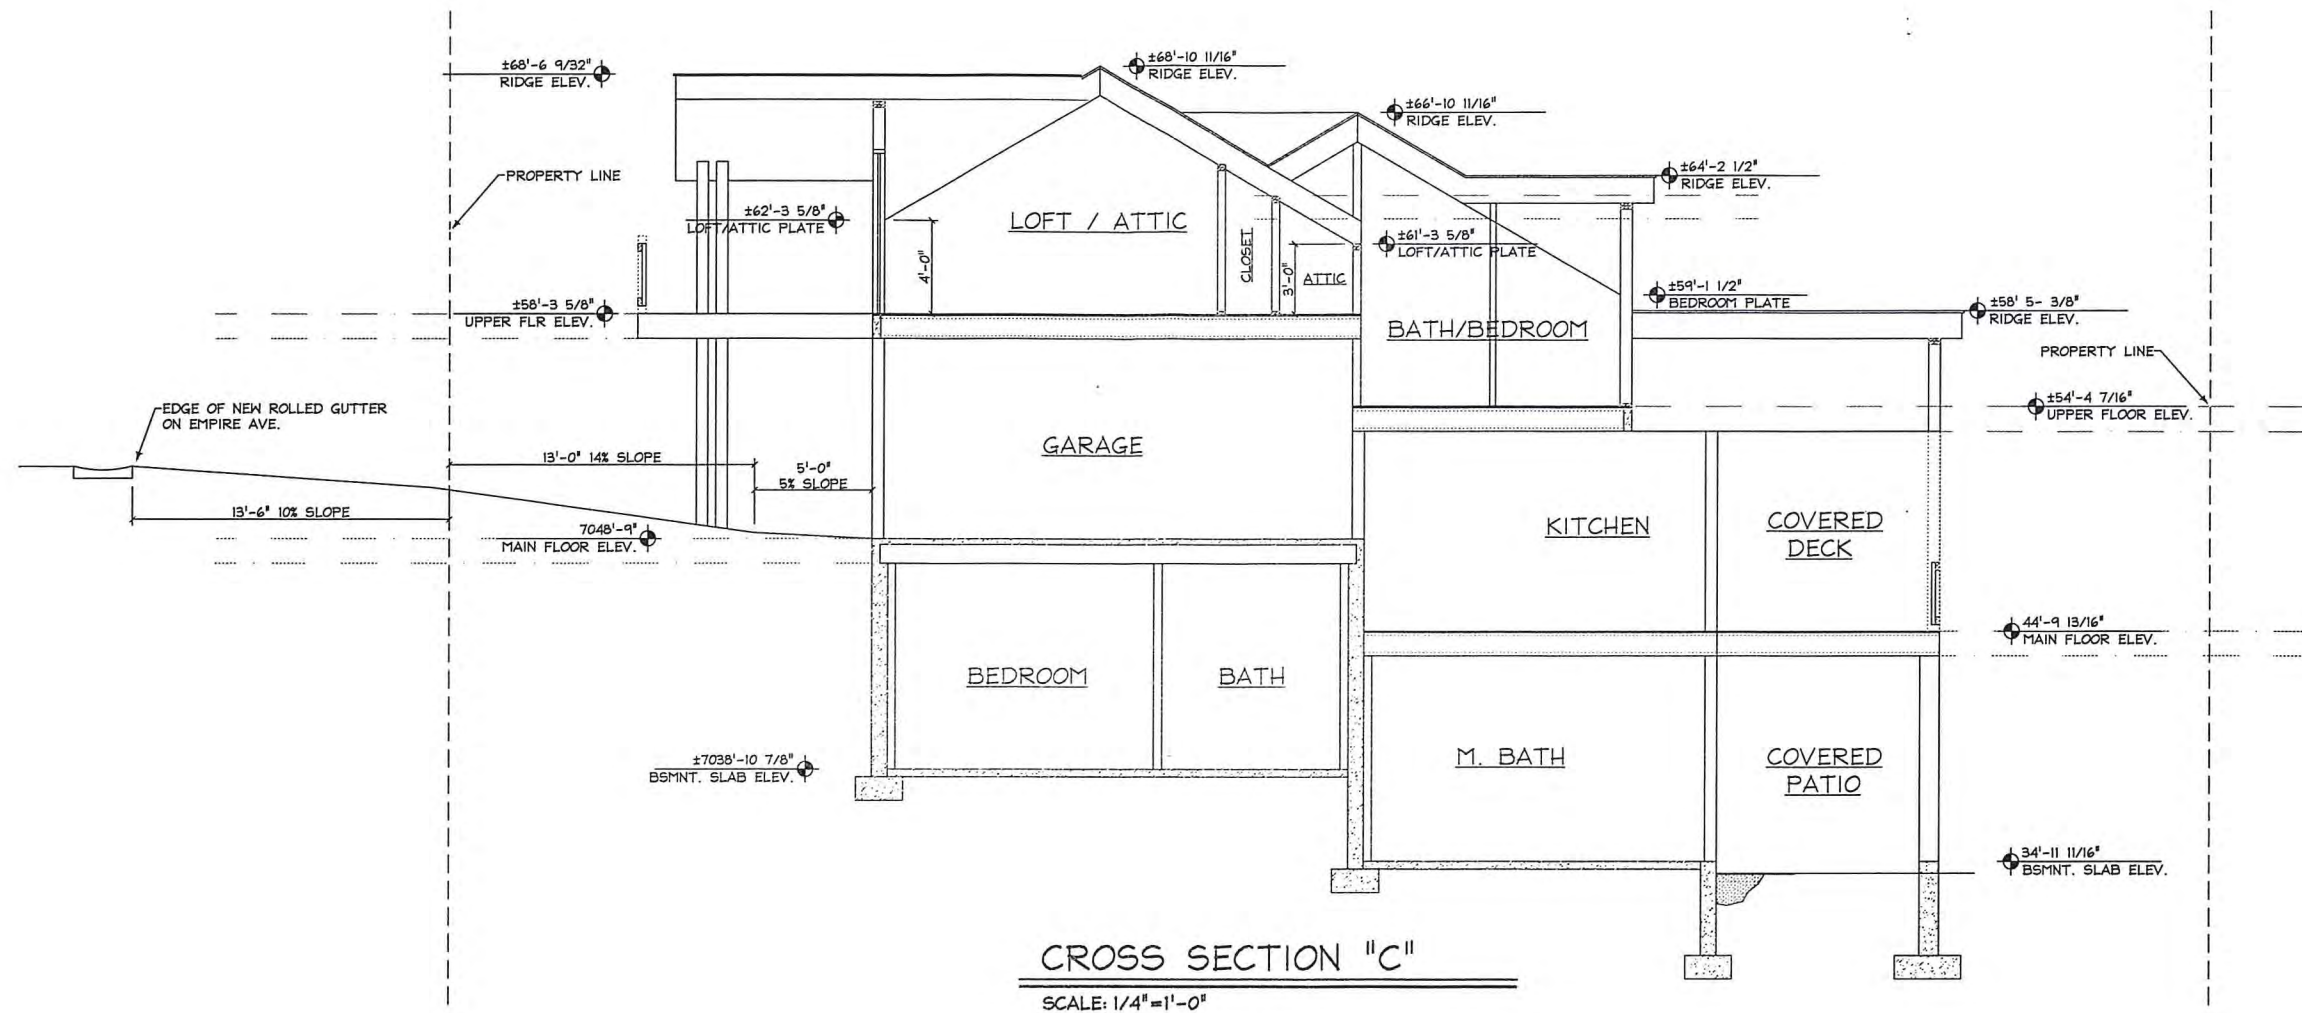 ±68'-6 9/32"
RIDGE ELEV.
±68'-10 11/16"
RIDGE ELEV.
±66'-10 11/16"
RIDGE ELEV.
±64'-2 1/2"
RIDGE ELEV.
PROPERTY LINE
±62'-3 5/8"
LOFT/ATTIC PLATE
LOFT / ATTIC
4'-0"
CLOSET
3'-0"
ATTIC
±61'-3 5/8"
LOFT/ATTIC PLATE
±59'-1 1/2"
BEDROOM PLATE
±58'-3 5/8"
UPPER FLR ELEV.
BATH/BEDROOM
±58' 5- 3/8"
RIDGE ELEV.
PROPERTY LINE
±54'-4 7/16"
UPPER FLOOR ELEV.
EDGE OF NEW ROLLED GUTTER
ON EMPIRE AVE.
GARAGE
13'-0" 14% SLOPE
5'-0"
5% SLOPE
13'-6" 10% SLOPE
7048'-9"
MAIN FLOOR ELEV.
KITCHEN
COVERED
DECK
44'-9 13/16"
MAIN FLOOR ELEV.
BEDROOM
BATH
±7038'-10 7/8"
BSMNT. SLAB ELEV.
M. BATH
COVERED
PATIO
34'-11 11/16"
BSMNT. SLAB ELEV.
CROSS SECTION "C"
SCALE: 1/4"=1'-0"